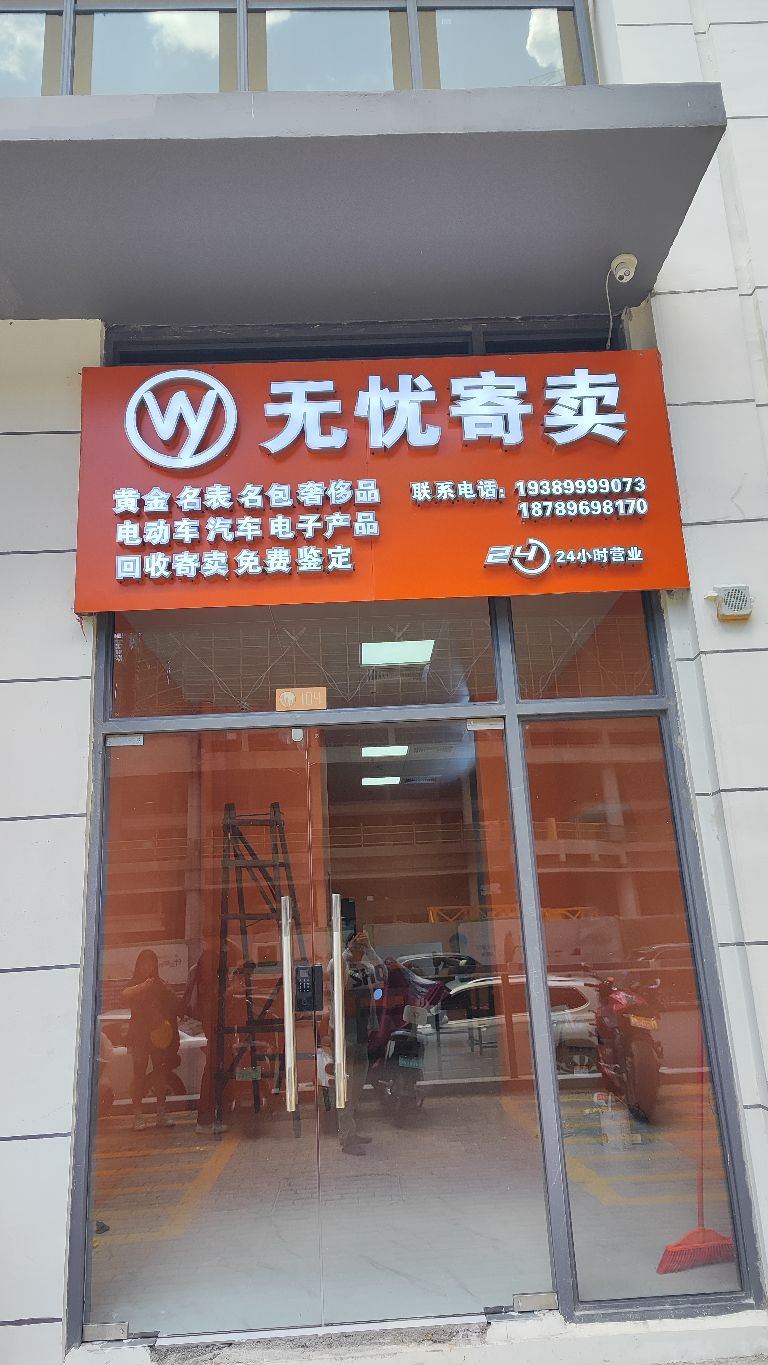 WY 无忧寄卖
黄金 名表 名包 奢侈品
电动车 汽车 电子产品
回收寄卖 免费鉴定
联系电话: 19389999073
18789698170
24 24小时营业
104